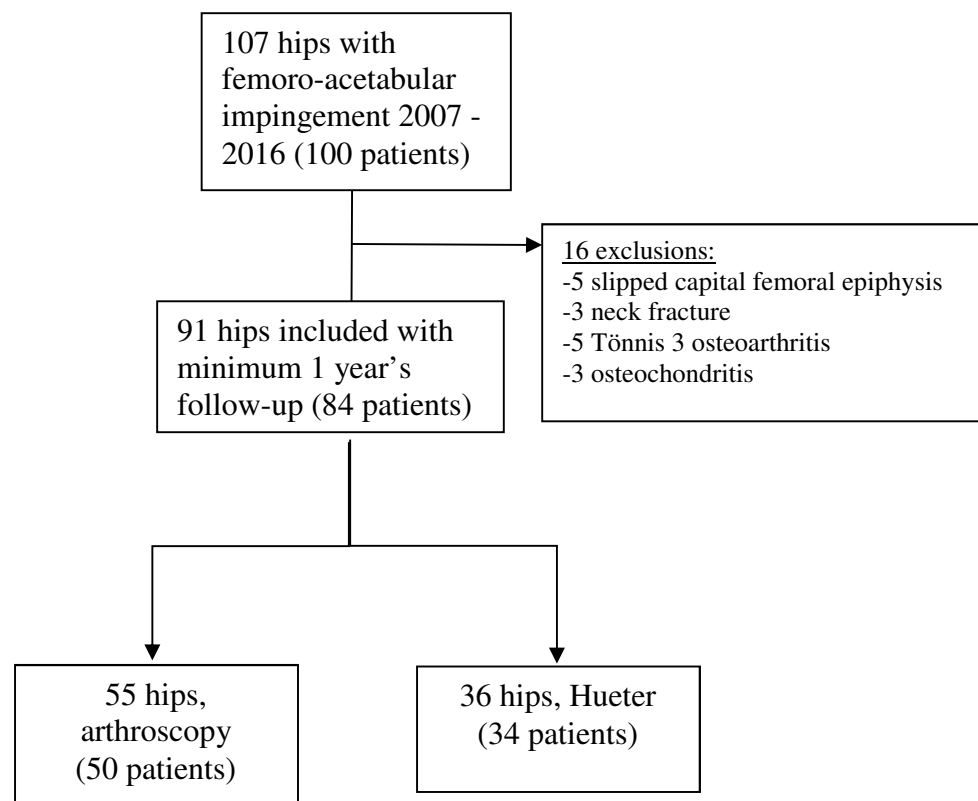 107 hips with
femoro-acetabular
impingement 2007 -
2016 (100 patients)
16 exclusions:
-5 slipped capital femoral epiphysis
-3 neck fracture
-5 Tönnis 3 osteoarthritis
-3 osteochondritis
91 hips included with
minimum 1 year’s
follow-up (84 patients)
55 hips,
arthroscopy
(50 patients)
36 hips, Hueter
(34 patients)